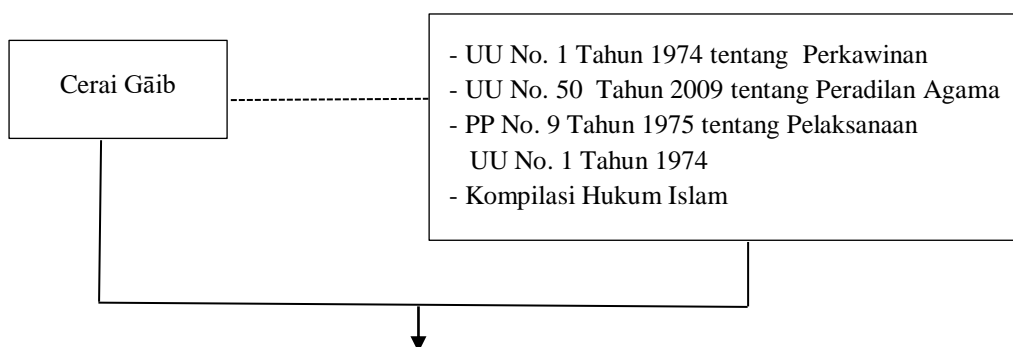 Cerai Gāib
- UU No. 1 Tahun 1974 tentang Perkawinan
- UU No. 50 Tahun 2009 tentang Peradilan Agama
- PP No. 9 Tahun 1975 tentang Pelaksanaan
UU No. 1 Tahun 1974
- Kompilasi Hukum Islam